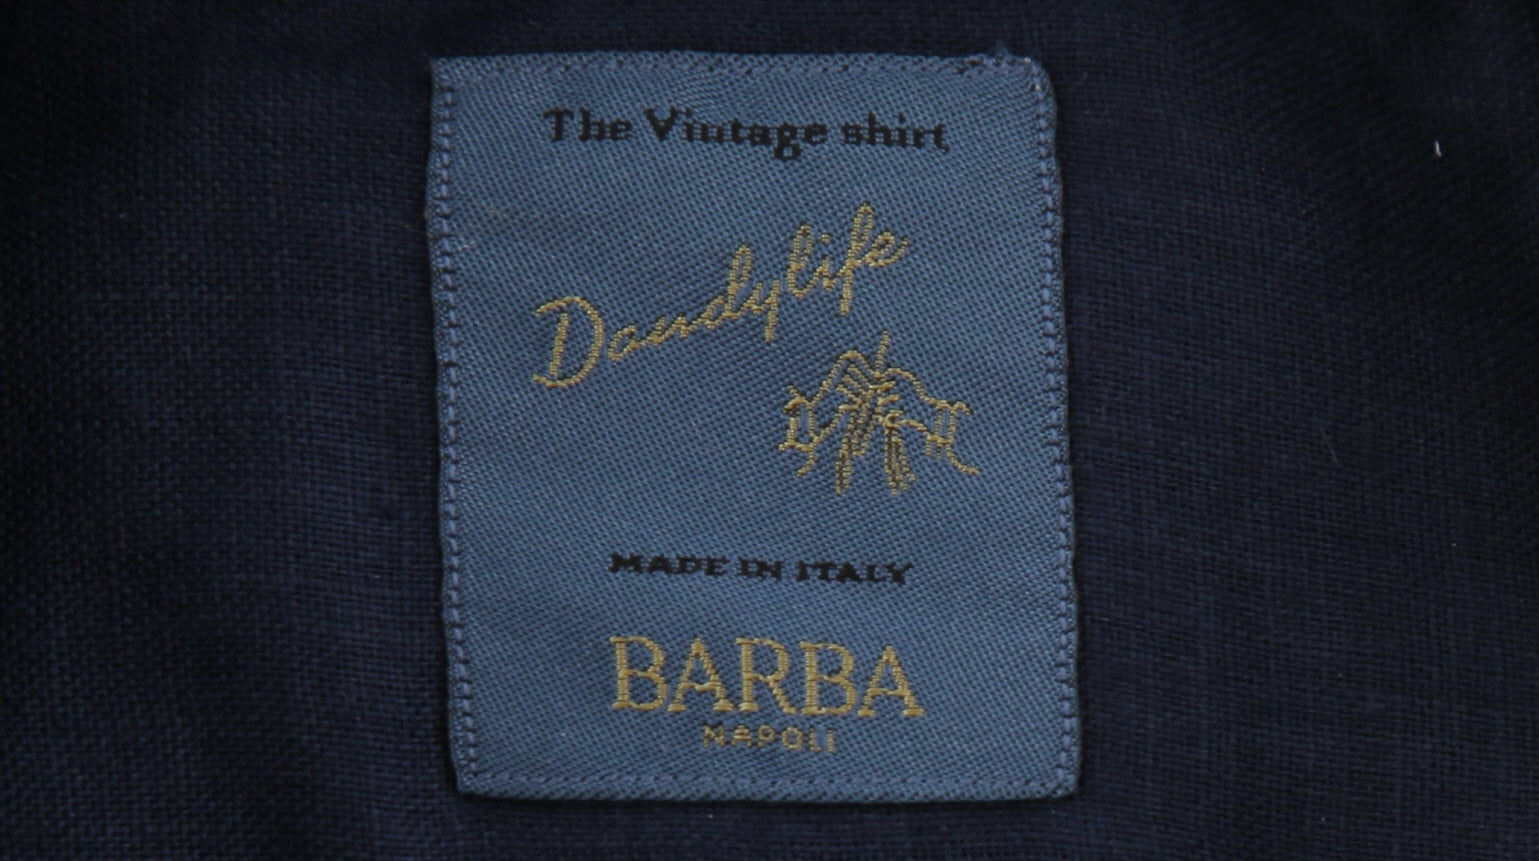 The Vintage shirt
Dandylife
MADE IN ITALY
BARBA
NAPOLI